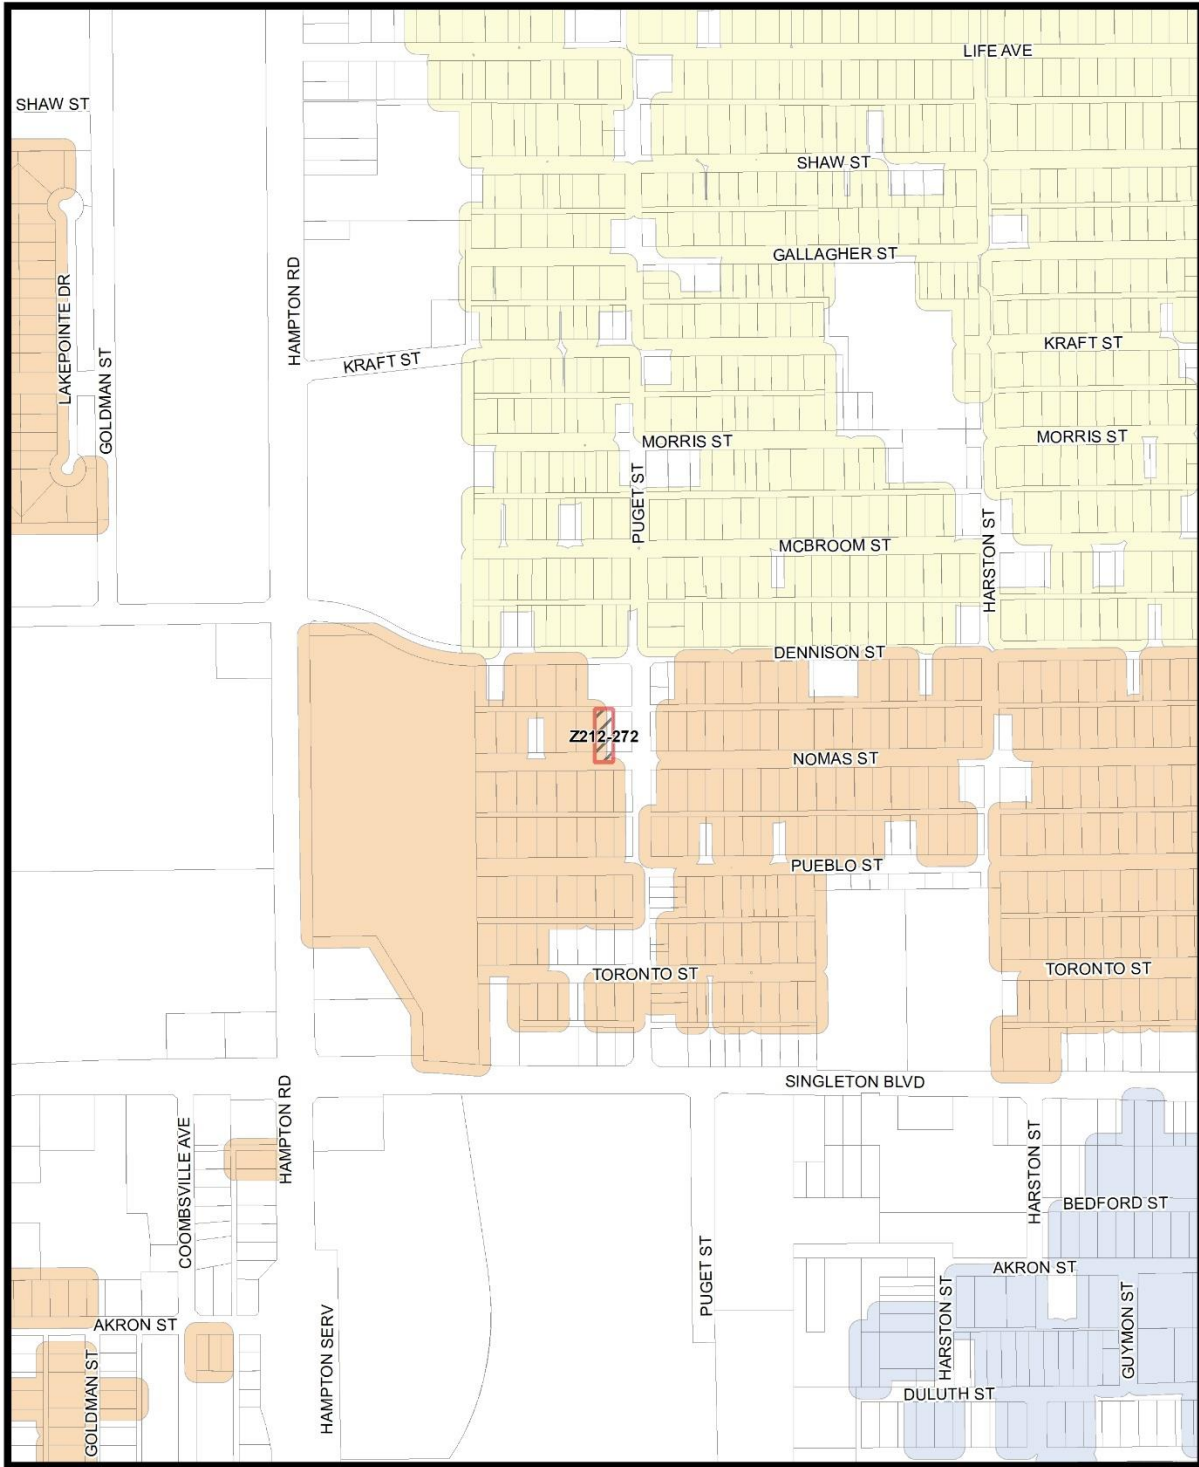 LIFE AVE
SHAW ST
SHAW ST
GALLAGHER ST
HAMPTON RD
LAKEPOINTE DR
GOLDMAN ST
KRAFT ST
KRAFT ST
MORRIS ST
MORRIS ST
PUGET ST
MCBROOM ST
HARSTON ST
DENNISON ST
Z212-272
NOMAS ST
PUEBLO ST
TORONTO ST
TORONTO ST
SINGLETON BLVD
HAMPTON RD
COOMBSVILLE AVE
HARSTON ST
BEDFORD ST
PUGET ST
AKRON ST
AKRON ST
HAMPTON SERV
HARSTON ST
GUYMON ST
GOLDMAN ST
DULUTH ST